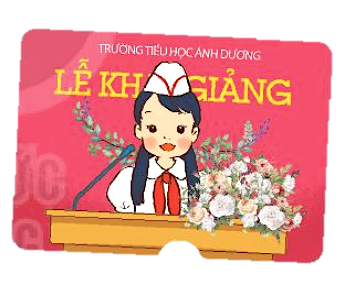 TRƯỜNG TIỂU HỌC ÁNH DƯƠNG
LỄ KH GIẢNG